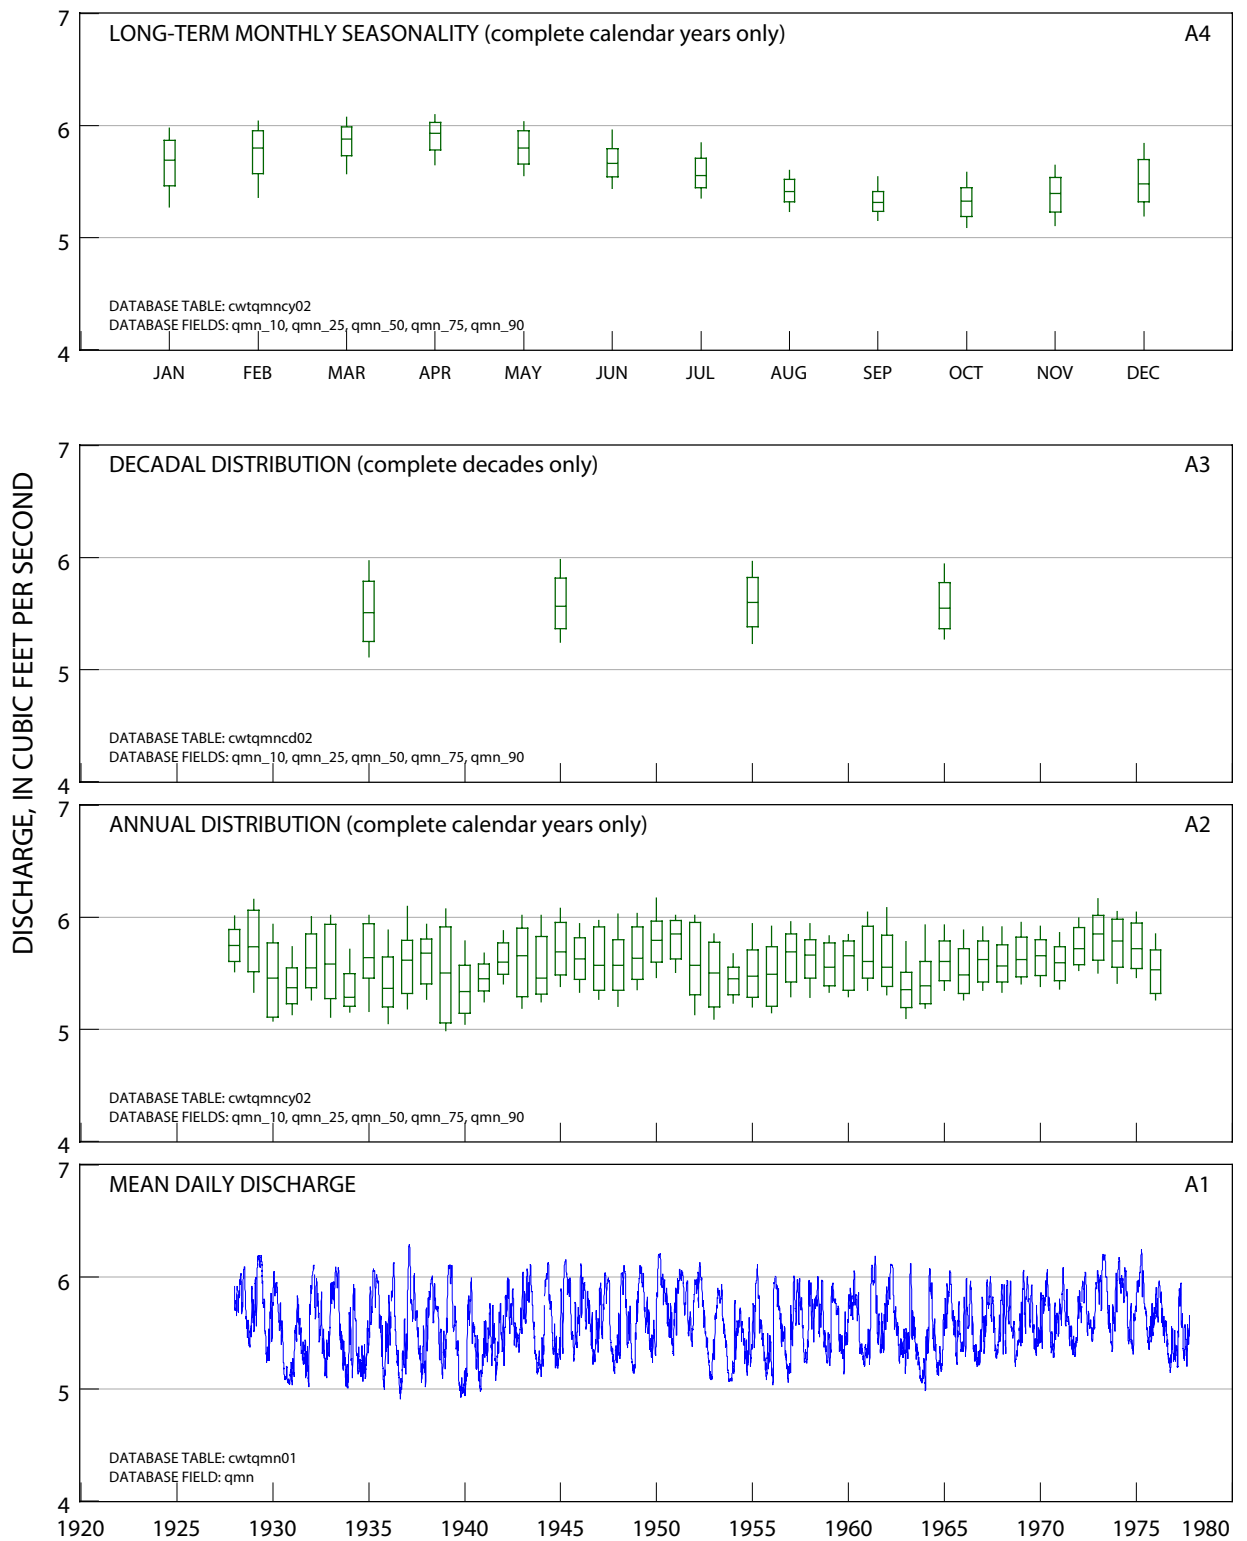 7
LONG-TERM MONTHLY SEASONALITY (complete calendar years only) A4
6
5
DATABASE TABLE: cwtqmncy02
DATABASE FIELDS: qmn_10, qmn_25, qmn_50, qmn_75, qmn_90
4
JAN FEB MAR APR MAY JUN JUL AUG SEP OCT NOV DEC
DISCHARGE, IN CUBIC FEET PER SECOND
7
DECADAL DISTRIBUTION (complete decades only) A3
6
5
DATABASE TABLE: cwtqmncd02
DATABASE FIELDS: qmn_10, qmn_25, qmn_50, qmn_75, qmn_90
4
7
ANNUAL DISTRIBUTION (complete calendar years only) A2
6
5
DATABASE TABLE: cwtqmncy02
DATABASE FIELDS: qmn_10, qmn_25, qmn_50, qmn_75, qmn_90
4
7
MEAN DAILY DISCHARGE A1
6
5
DATABASE TABLE: cwtqmn01
DATABASE FIELD: qmn
4
1920 1925 1930 1935 1940 1945 1950 1955 1960 1965 1970 1975 1980